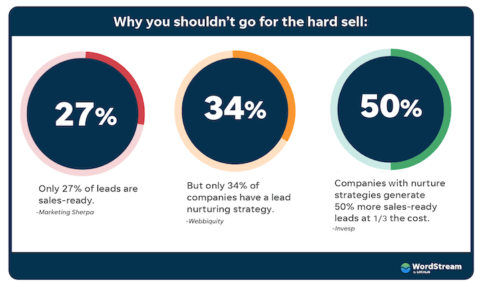 Why you shouldn't go for the hard sell:
27%
34%
50%
Only 27% of leads are
sales-ready.
-Marketing Sherpa
But only 34% of
companies have a lead
nurturing strategy.
-Webbiquity
Companies with nurture
strategies generate
50% more sales-ready
leads at 1/3 the cost.
-Invesp
WordStream